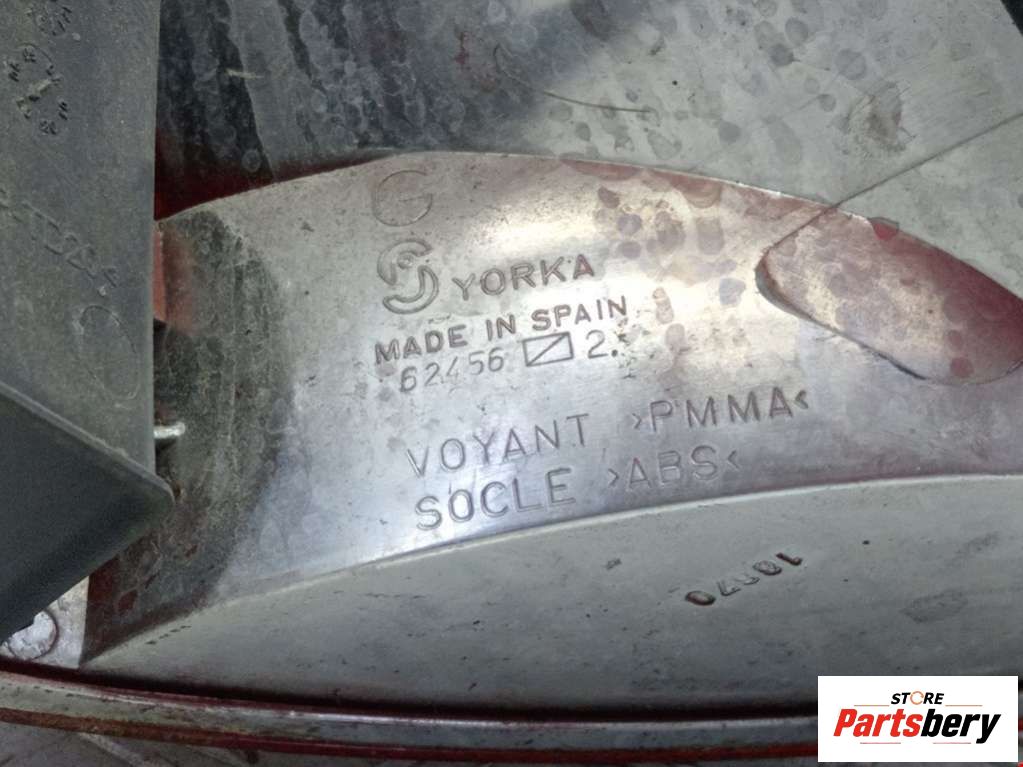 G
YORKA
MADE IN SPAIN
62456 2.
VOYANT >PMMA<
SOCLE >ABS<
STORE
Partsbery